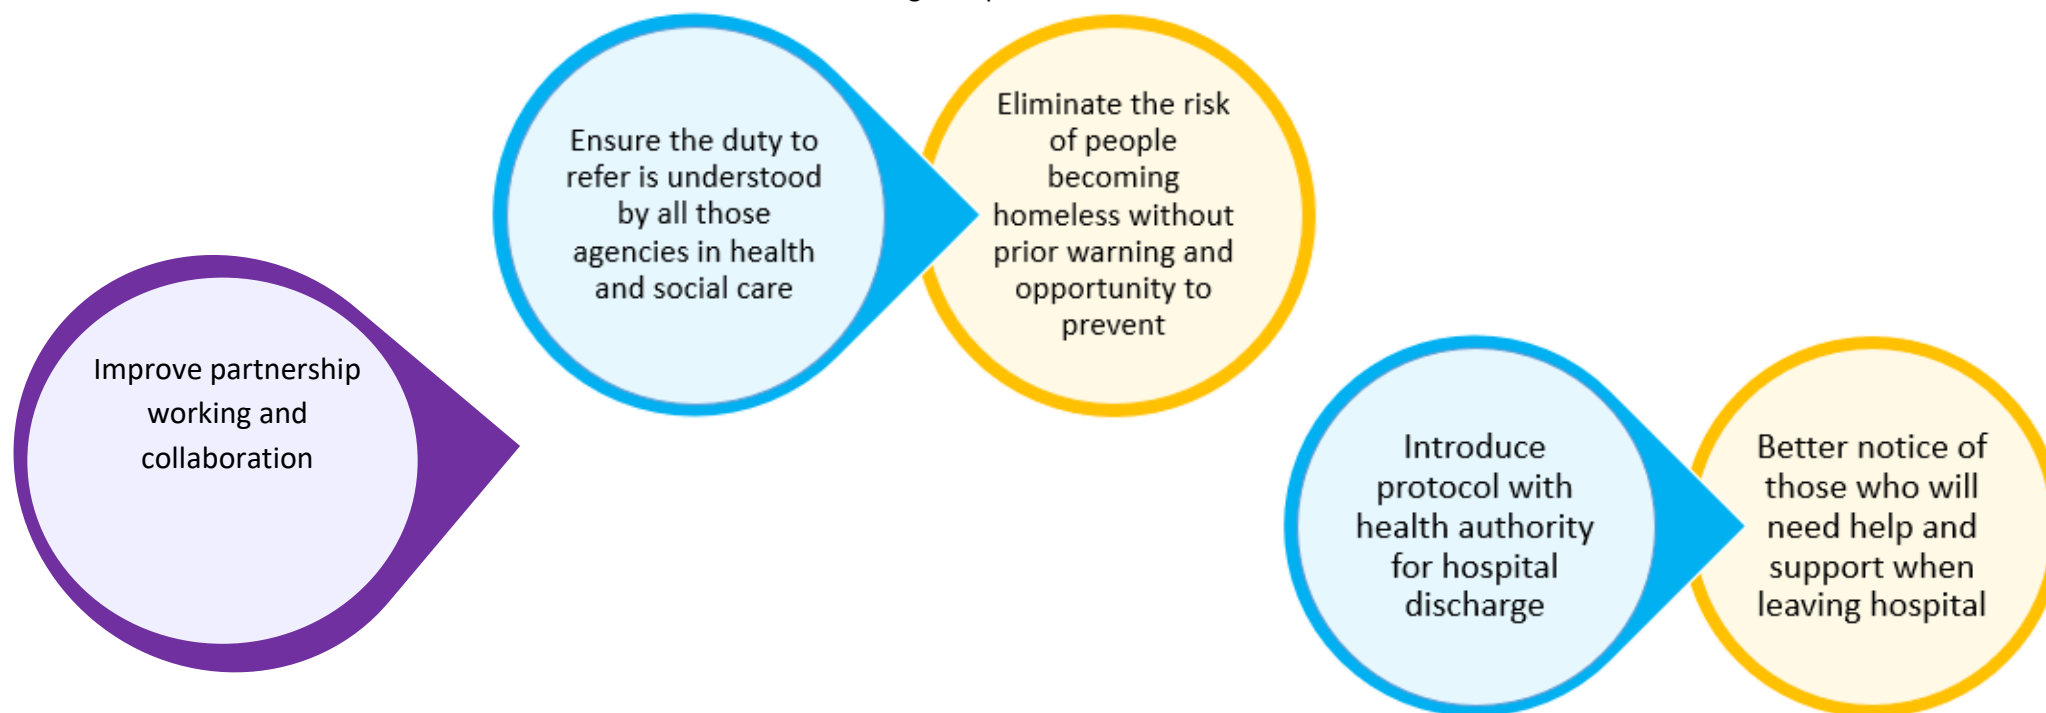 Improve partnership
working and
collaboration
Ensure the duty to
refer is understood
by all those
agencies in health
and social care
Eliminate the risk
of people
becoming
homeless without
prior warning and
opportunity to
prevent
Introduce
protocol with
health authority
for hospital
discharge
Better notice of
those who will
need help and
support when
leaving hospital